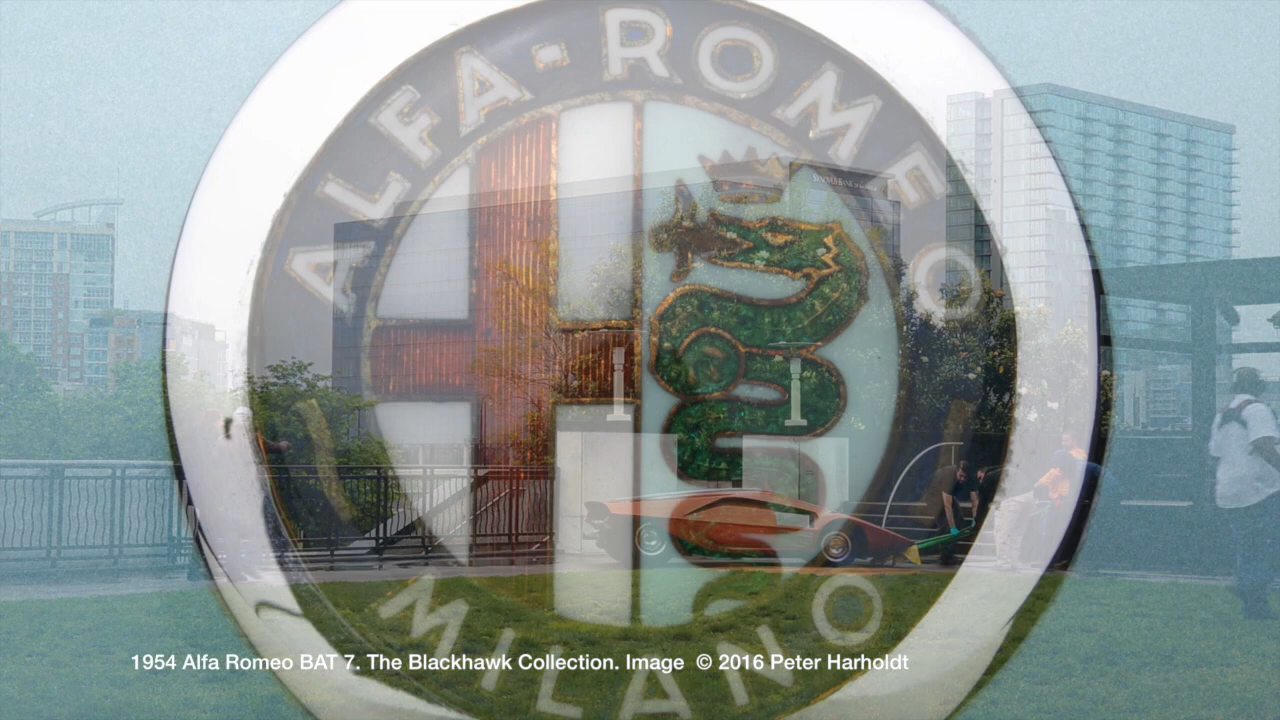 ALFA-ROMEO
MILANO
1954 Alfa Romeo BAT 7. The Blackhawk Collection. Image © 2016 Peter Harholdt